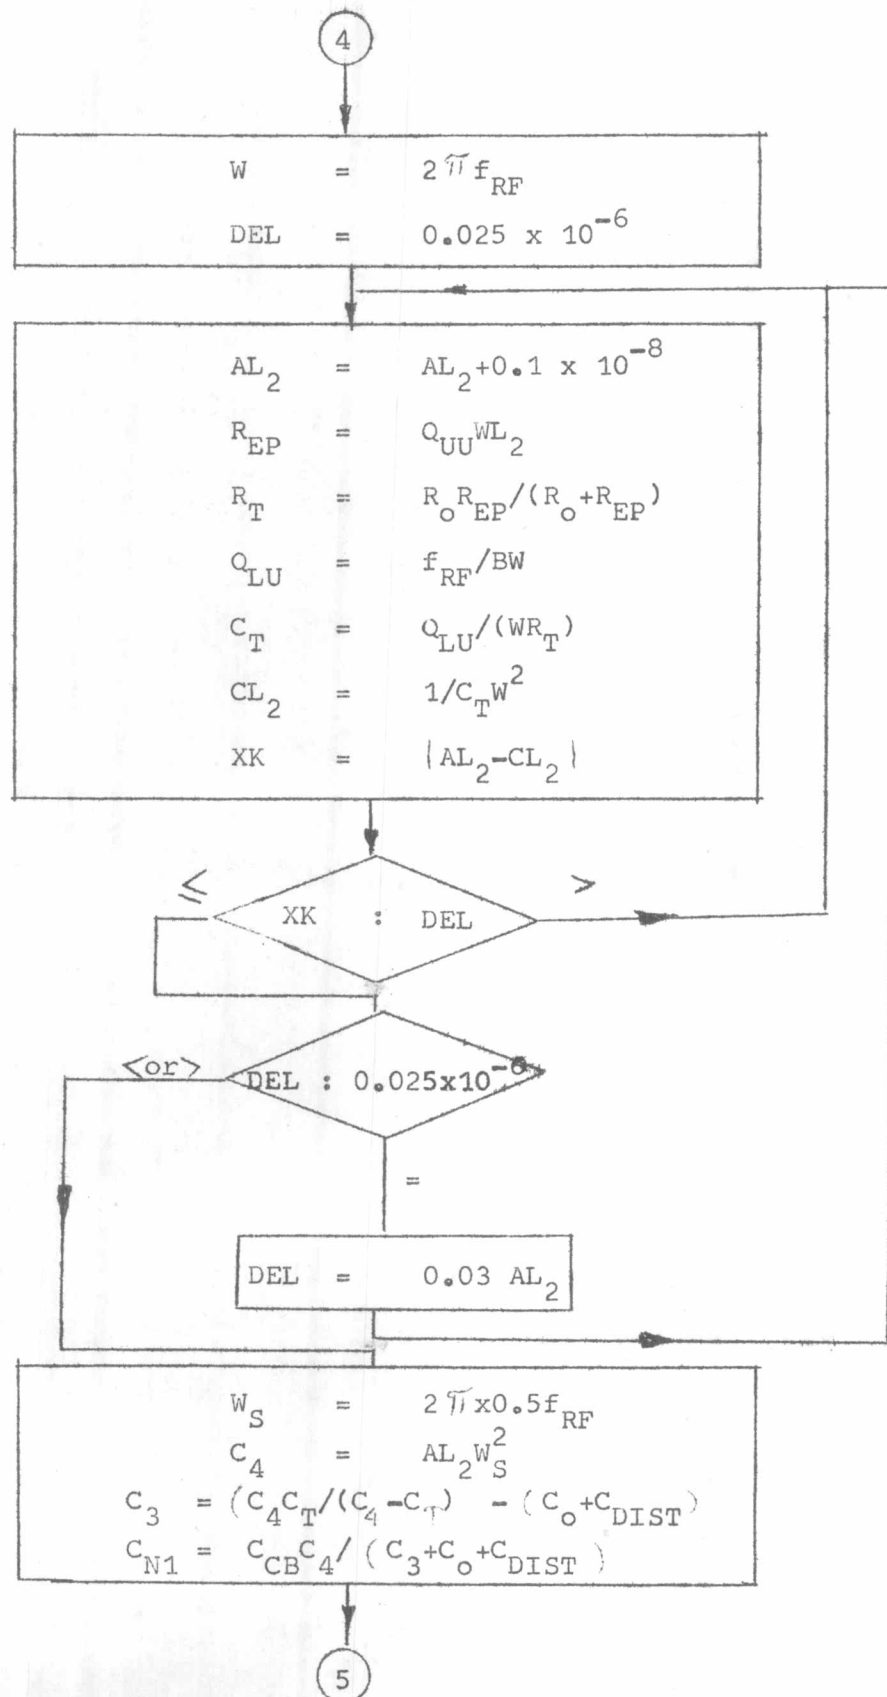 4
W = 2πf_RF
DEL = 0.025 x 10^-6
AL_2 = AL_2+0.1 x 10^-8
R_EP = Q_UU WL_2
R_T = R_o R_EP/(R_o+R_EP)
Q_LU = f_RF/BW
C_T = Q_LU/(WR_T)
CL_2 = 1/C_T W^2
XK = |AL_2-CL_2|
≤ >
XK : DEL
<or>
DEL : 0.025x10^-6
=
DEL = 0.03 AL_2
W_S = 2πx0.5f_RF
C_4 = AL_2 W_S^2
C_3 = (C_4 C_T/(C_4-C_T) - (C_o+C_DIST)
C_N1 = C_CB C_4/(C_3+C_o+C_DIST)
5